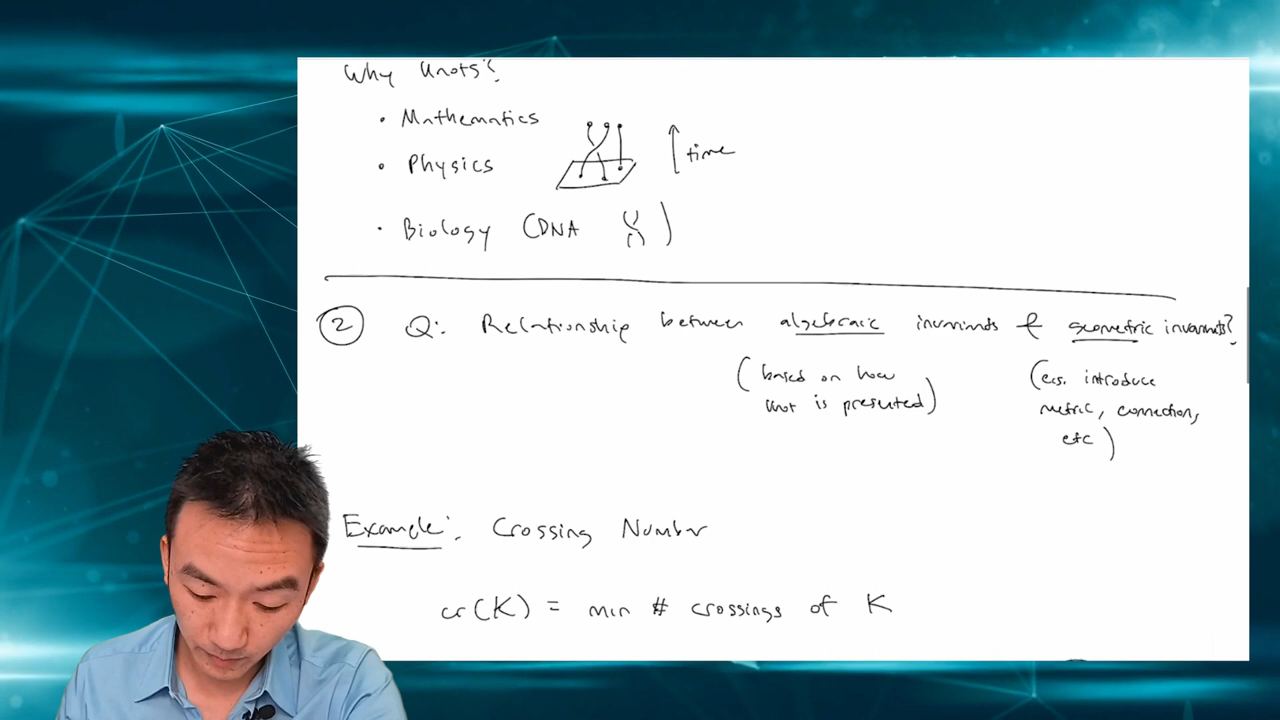 Why Knots?
• Mathematics
• Physics
time
• Biology (DNA )
2 Q: Relationship between algebraic invariants & geometric invariants?
(based on how
knot is presented)
(e.g. introduce
metric, connection,
etc)
Example: Crossing Number
cr(K) = min # crossings of K